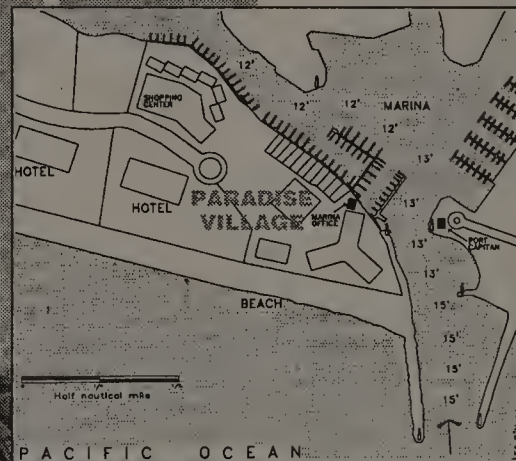 12'
SHOPPING
CENTER
12'
12'
MARINA
12'
13'
HOTEL
HOTEL
PARADISE
VILLAGE
MARINA
OFFICE
13'
13'
PORT
CAPITAN
13'
BEACH
15'
15'
15'
15'
Half nautical mile
PACIFIC OCEAN